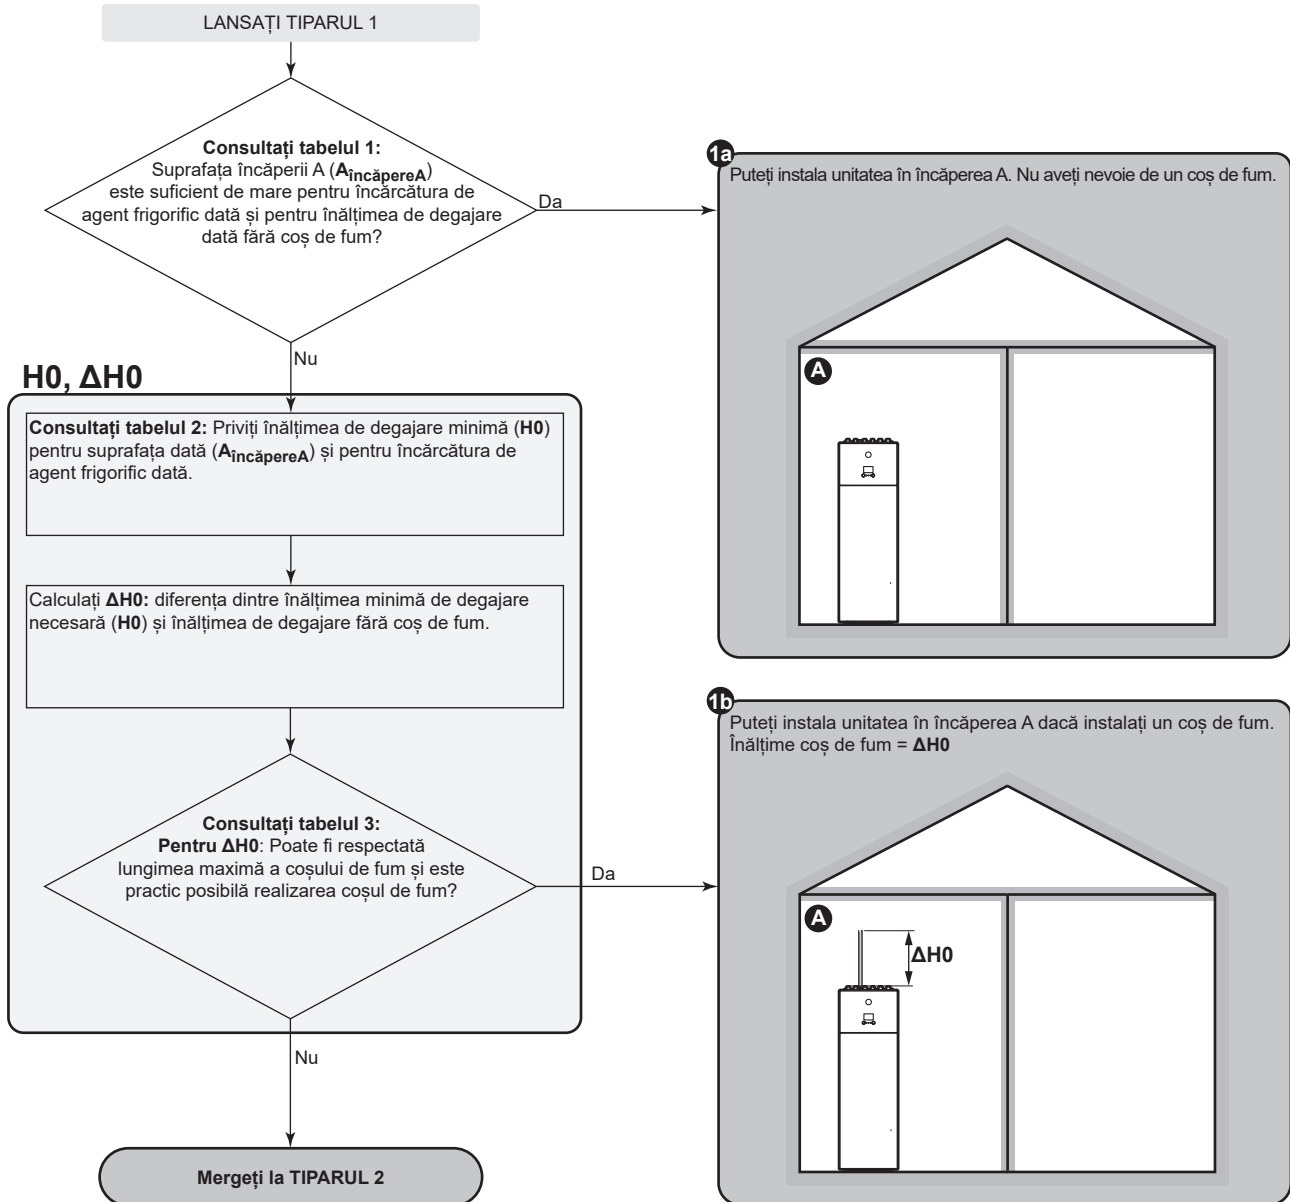 LANSAȚI TIPARUL 1
Consultați tabelul 1:
Suprafața încăperii A (AîncăpereA)
este suficient de mare pentru încărcătura de
agent frigorific dată și pentru înălțimea de degajare
dată fără coș de fum?
Da
Nu
1a
Puteți instala unitatea în încăperea A. Nu aveți nevoie de un coș de fum.
A
H0, ΔH0
Consultați tabelul 2: Priviți înălțimea de degajare minimă (H0)
pentru suprafața dată (AîncăpereA) și pentru încărcătura de
agent frigorific dată.
Calculați ΔH0: diferența dintre înălțimea minimă de degajare
necesară (H0) și înălțimea de degajare fără coș de fum.
Consultați tabelul 3:
Pentru ΔH0: Poate fi respectată
lungimea maximă a coșului de fum și este
practic posibilă realizarea coșul de fum?
Da
Nu
1b
Puteți instala unitatea în încăperea A dacă instalați un coș de fum.
Înălțime coș de fum = ΔH0
A
ΔH0
Mergeți la TIPARUL 2